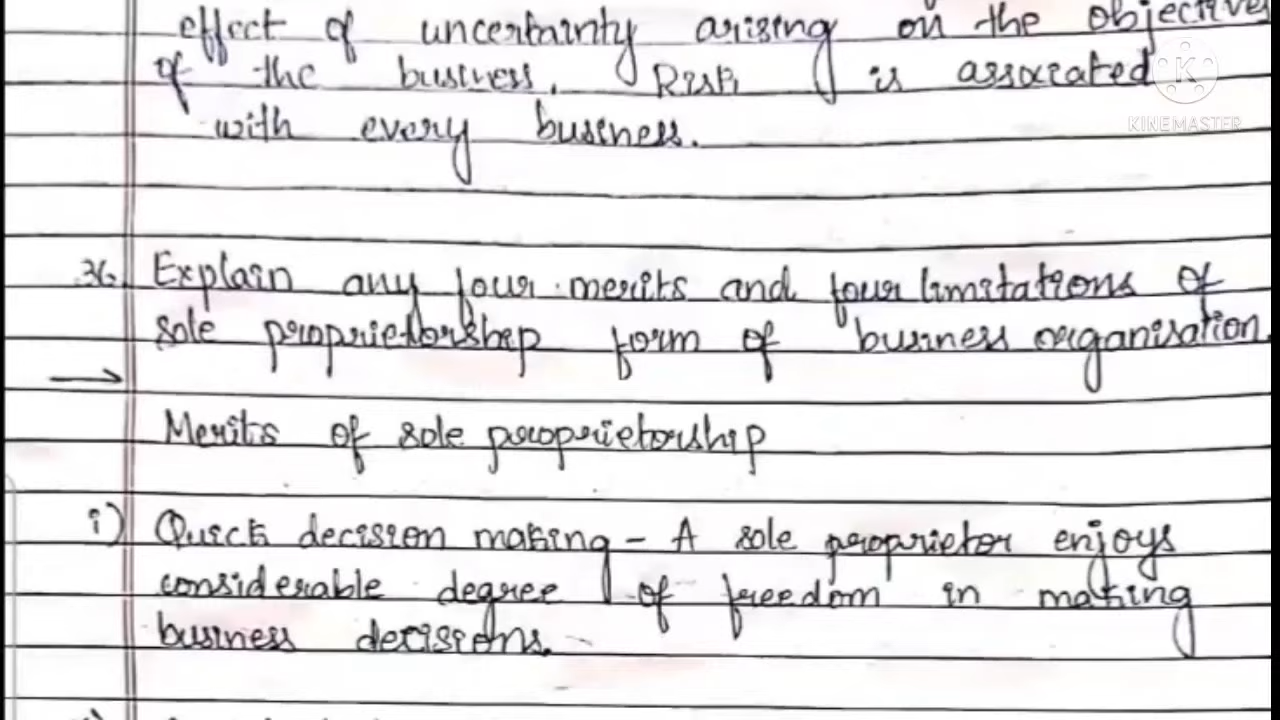 effect of uncertainty arising on the objectives
of the business. Risk is associated
with every business.
KINEMASTER
36. Explain any four merits and four limitations of
sole proprietorship form of business organisation.
Merits of sole proprietorship
i) Quick decision making - A sole proprietor enjoys
considerable degree of freedom in making
business decisions.